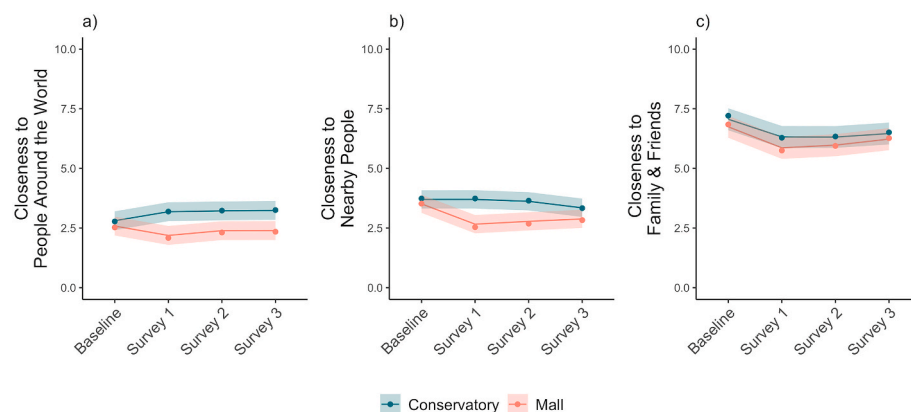 a)
Closeness to
People Around the World
10.0
7.5
5.0
2.5
0.0
Baseline
Survey 1
Survey 2
Survey 3
b)
Closeness to
Nearby People
10.0
7.5
5.0
2.5
0.0
Baseline
Survey 1
Survey 2
Survey 3
c)
Closeness to
Family & Friends
10.0
7.5
5.0
2.5
0.0
Baseline
Survey 1
Survey 2
Survey 3
Conservatory Mall